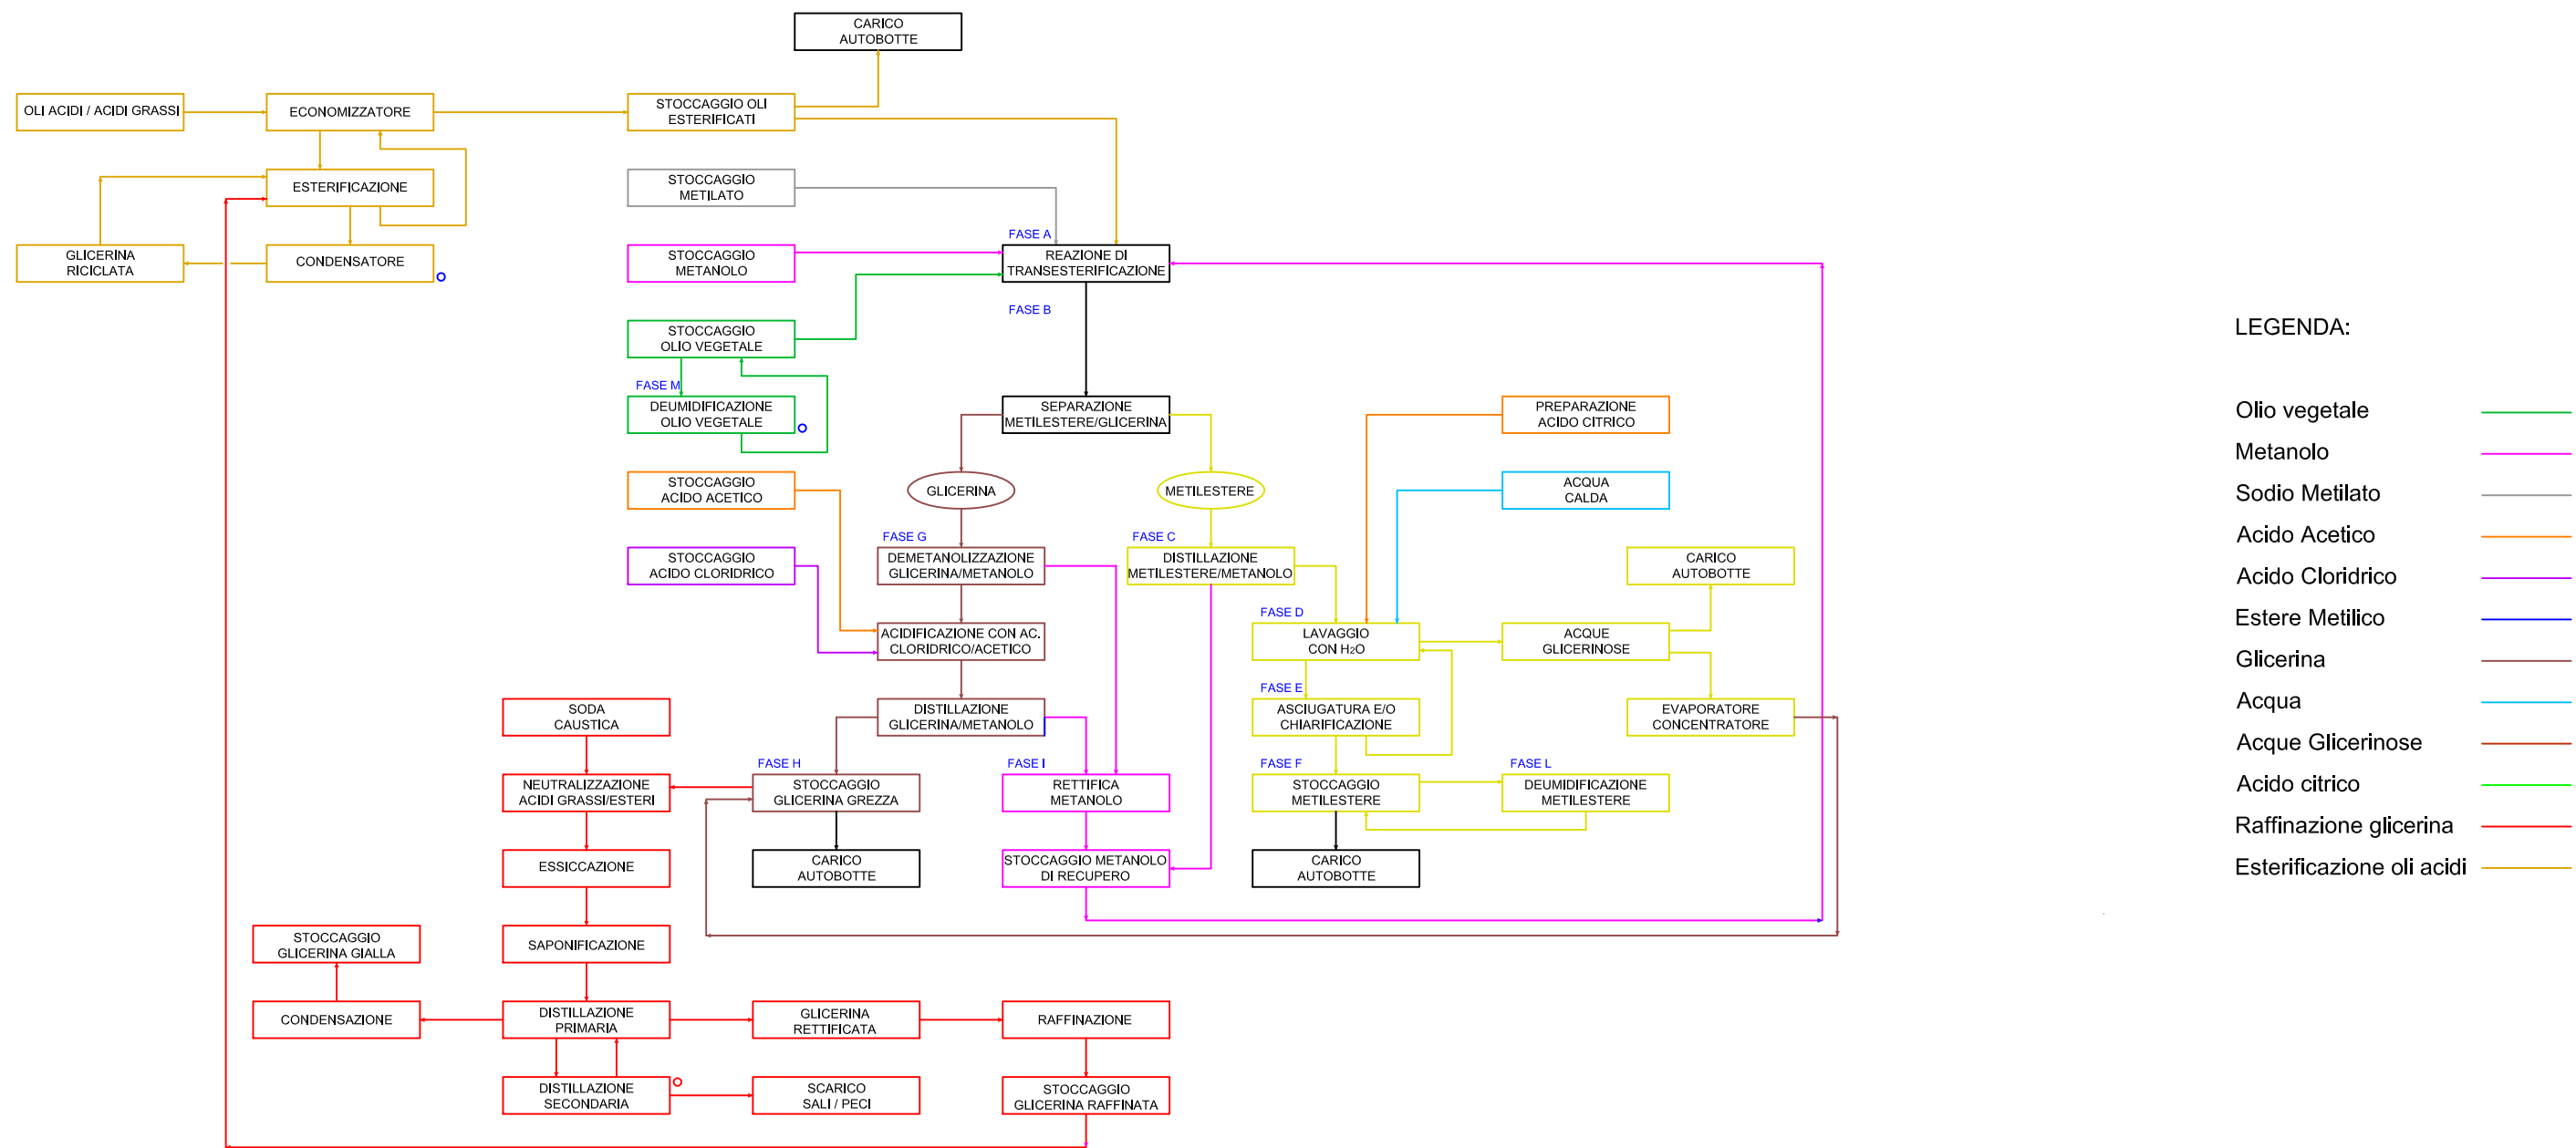 CARICO
AUTOBOTTE
OLI ACIDI / ACIDI GRASSI
ECONOMIZZATORE
STOCCAGGIO OLI
ESTERIFICATI
ESTERIFICAZIONE
STOCCAGGIO
METILATO
FASE A
GLICERINA
RICICLATA
CONDENSATORE
STOCCAGGIO
METANOLO
REAZIONE DI
TRANSESTERIFICAZIONE
FASE B
STOCCAGGIO
OLIO VEGETALE
FASE M
DEUMIDIFICAZIONE
OLIO VEGETALE
SEPARAZIONE
METILESTERE/GLICERINA
PREPARAZIONE
ACIDO CITRICO
STOCCAGGIO
ACIDO ACETICO
GLICERINA
METILESTERE
ACQUA
CALDA
FASE G
FASE C
STOCCAGGIO
ACIDO CLORIDRICO
DEMETANOLIZZAZIONE
GLICERINA/METANOLO
DISTILLAZIONE
METILESTERE/METANOLO
CARICO
AUTOBOTTE
FASE D
ACIDIFICAZIONE CON AC.
CLORIDRICO/ACETICO
LAVAGGIO
CON H2O
ACQUE
GLICERINOSE
FASE E
SODA
CAUSTICA
DISTILLAZIONE
GLICERINA/METANOLO
ASCIUGATURA E/O
CHIARIFICAZIONE
EVAPORATORE
CONCENTRATORE
FASE H
FASE I
FASE F
FASE L
NEUTRALIZZAZIONE
ACIDI GRASSI/ESTERI
STOCCAGGIO
GLICERINA GREZZA
RETTIFICA
METANOLO
STOCCAGGIO
METILESTERE
DEUMIDIFICAZIONE
METILESTERE
ESSICCAZIONE
CARICO
AUTOBOTTE
STOCCAGGIO METANOLO
DI RECUPERO
CARICO
AUTOBOTTE
STOCCAGGIO
GLICERINA GIALLA
SAPONIFICAZIONE
CONDENSAZIONE
DISTILLAZIONE
PRIMARIA
GLICERINA
RETTIFICATA
RAFFINAZIONE
DISTILLAZIONE
SECONDARIA
SCARICO
SALI / PECI
STOCCAGGIO
GLICERINA RAFFINATA
LEGENDA:
Olio vegetale
Metanolo
Sodio Metilato
Acido Acetico
Acido Cloridrico
Estere Metilico
Glicerina
Acqua
Acque Glicerinose
Acido citrico
Raffinazione glicerina
Esterificazione oli acidi